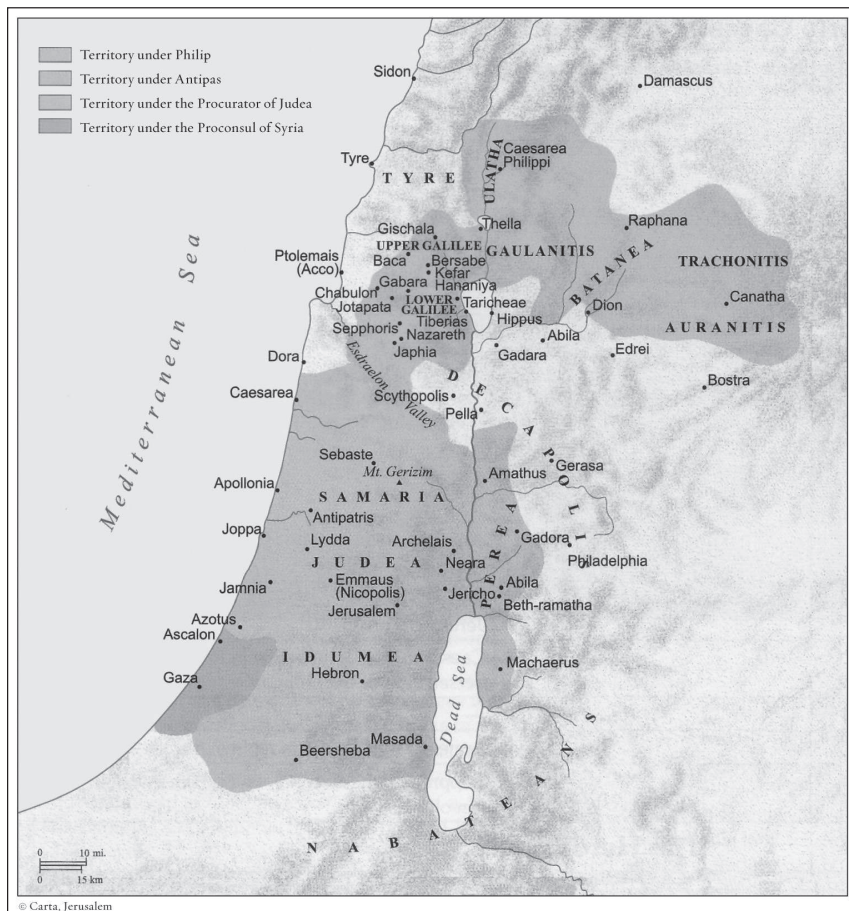 Territory under Philip
Territory under Antipas
Territory under the Procurator of Judea
Territory under the Proconsul of Syria
Sidon
Damascus
Tyre
TYRE
ULATHA
Caesarea
Philippi
Thella
Gischala
UPPER GALILEE
GAULANITIS
BATANEA
Raphana
TRACHONITIS
Ptolemais
(Acco)
Baca
Bersabe
Kefar
Hananiya
Gabara
Chabulon
Jotapata
LOWER
GALILEE
Taricheae
Tiberias
Hippus
Dion
Canatha
AURANITIS
Sepphoris
Nazareth
Japhia
Abila
Gadara
Edrei
Bostra
Dora
Esdraelon
Valley
Mediterranean Sea
Caesarea
Scythopolis
Pella
DECAPOLIS
Sebaste
Mt. Gerizim
Amathus
Gerasa
Apollonia
SAMARIA
Antipatris
PEREA
Joppa
Lydda
Archelais
Gadora
Philadelphia
JUDEA
Neara
Jamnia
Emmaus
(Nicopolis)
Jericho
Abila
Beth-ramatha
Jerusalem
Azotus
Ascalon
IDUMEA
Hebron
Dead Sea
Machaerus
Gaza
Masada
Beersheba
NABATEANS
0 10 mi.
0 15 km
© Carta, Jerusalem